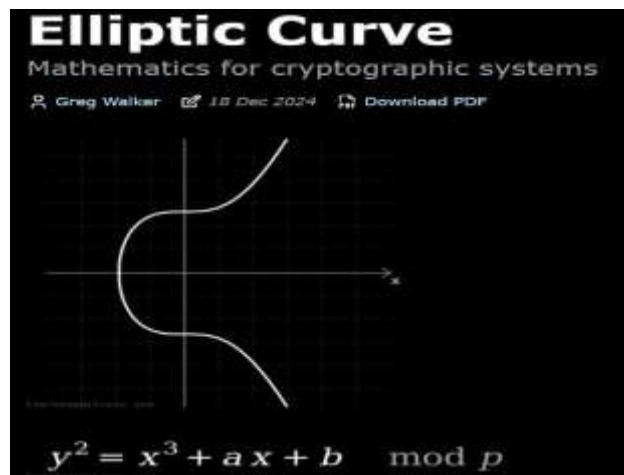 Elliptic Curve
Mathematics for cryptographic systems
Greg Walker 18 Dec 2024 Download PDF
x
y² = x³ + a x + b mod p